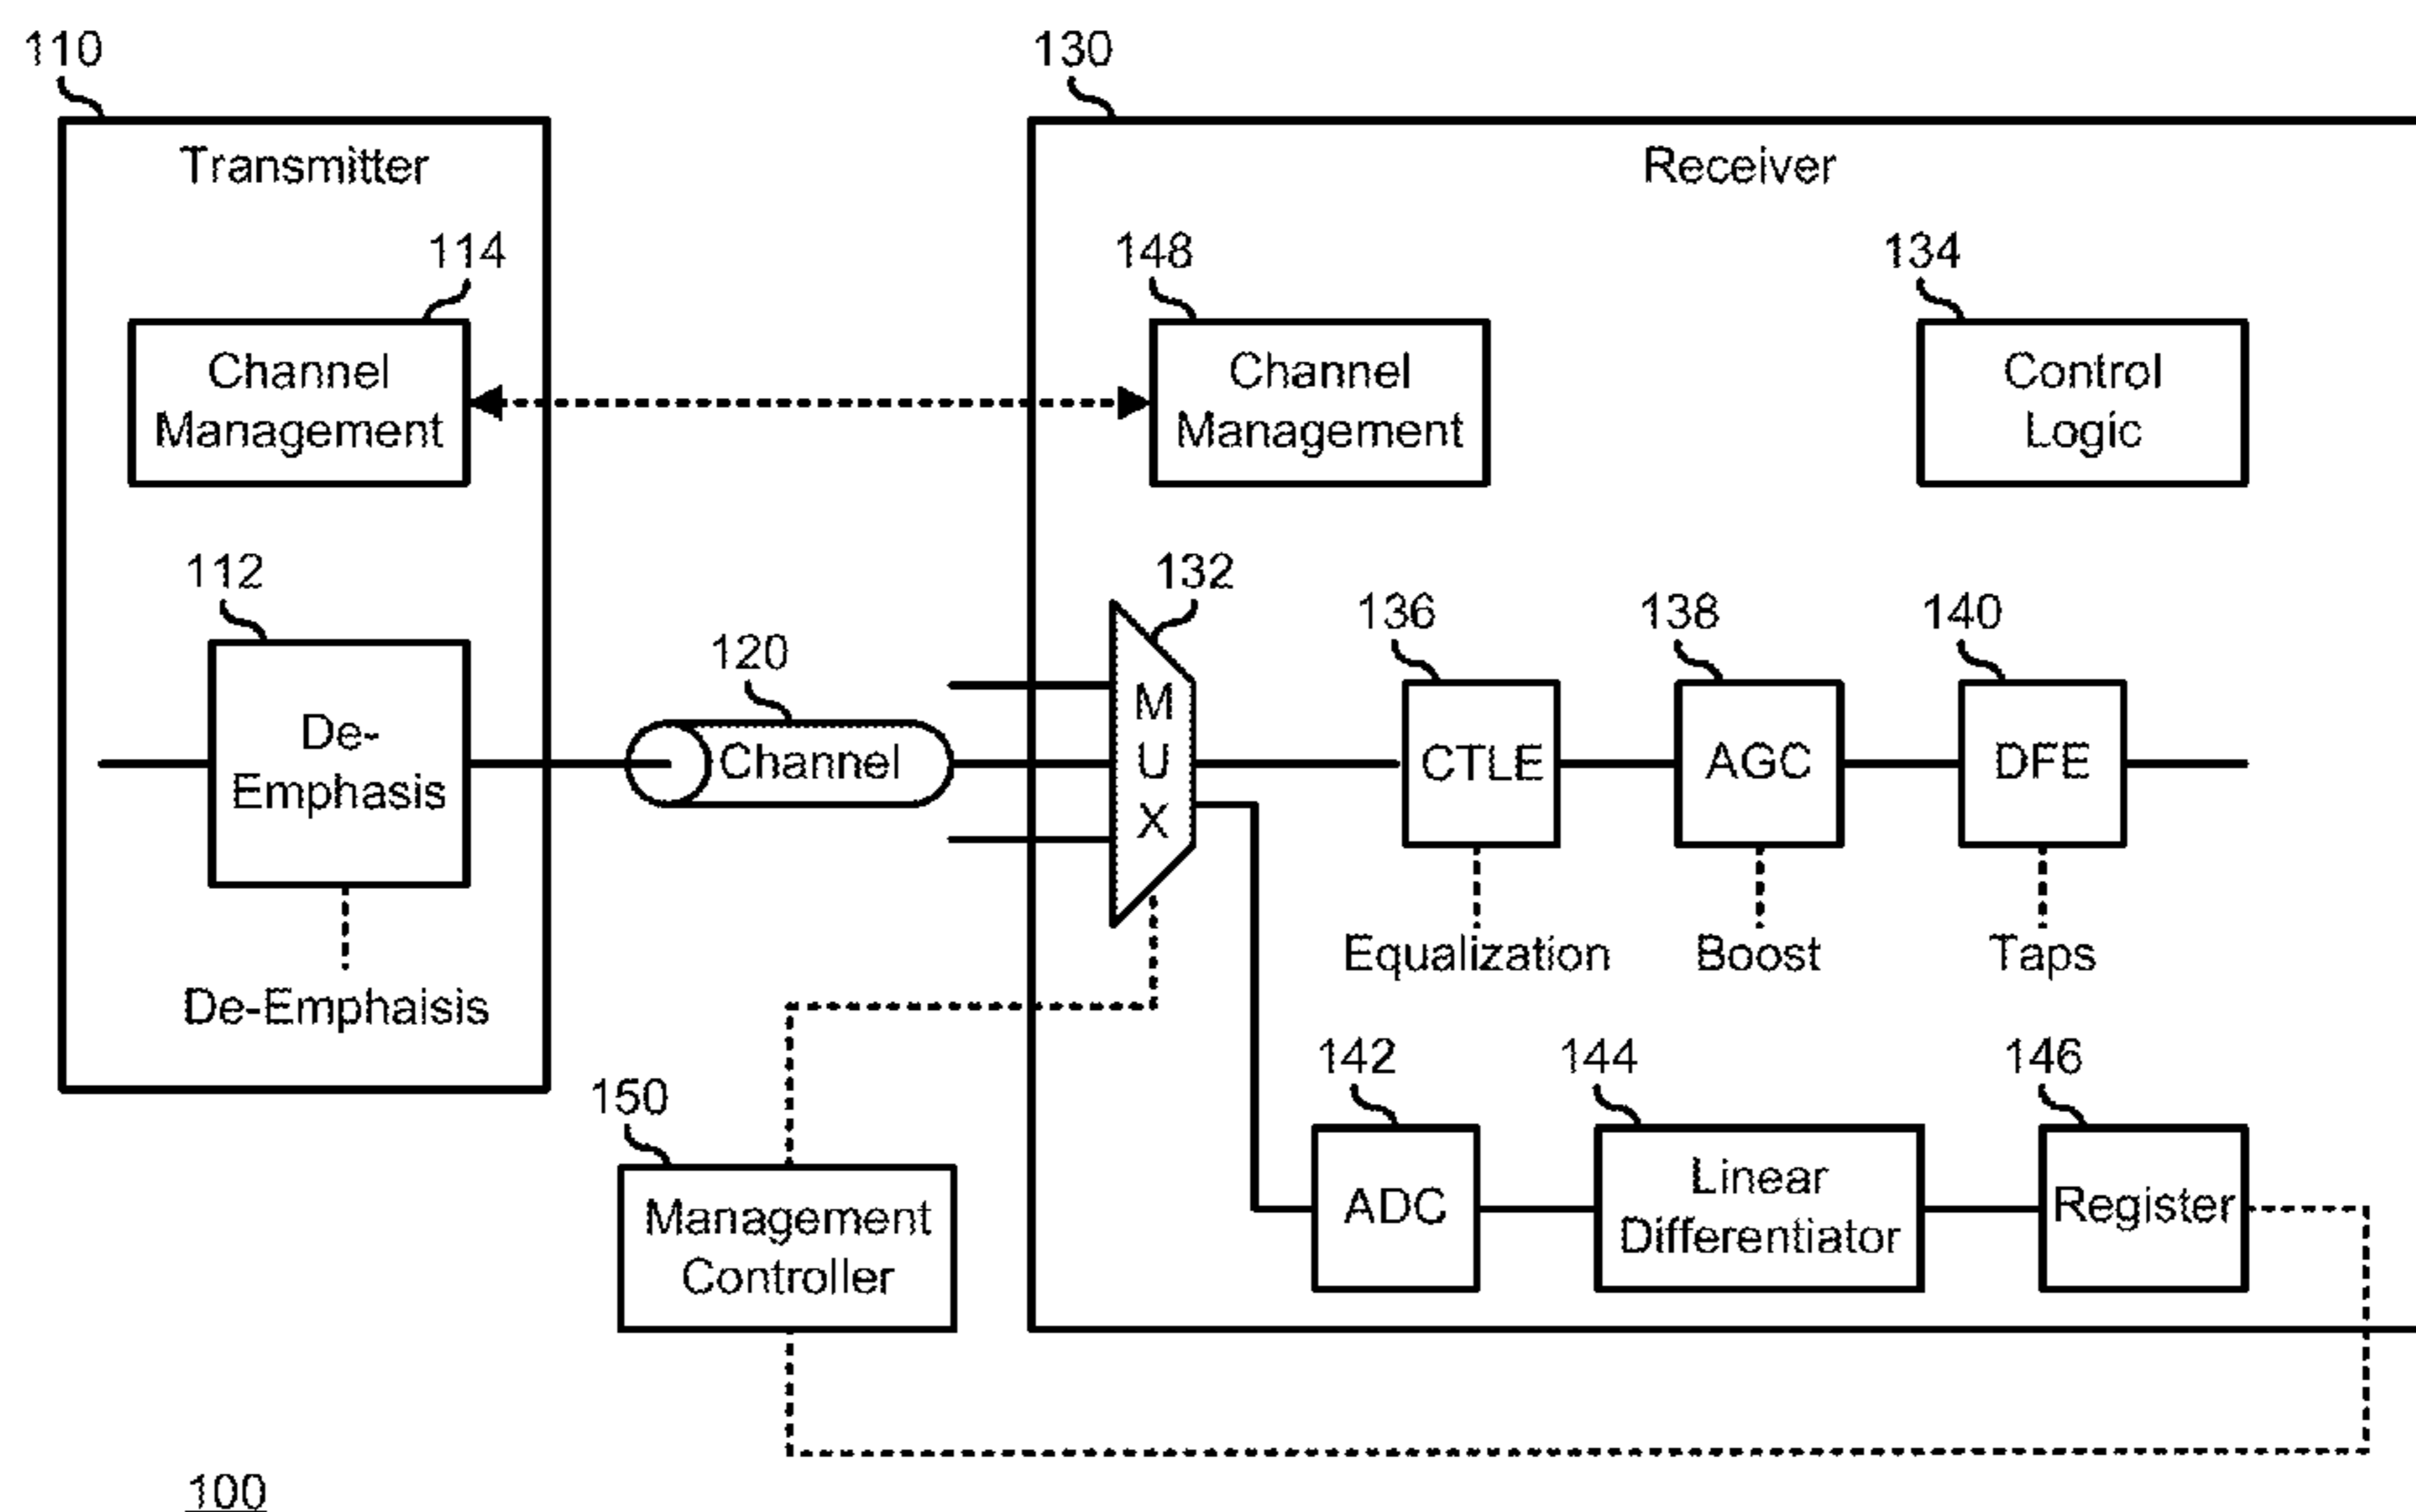 110
130
Transmitter
Receiver
114
148
134
Channel
Management
Channel
Management
Control
Logic
112
132
136
138
140
120
De-
Emphasis
Channel
M
U
X
CTLE
AGC
DFE
Equalization
Boost
Taps
De-Emphaisis
142
144
146
150
Management
Controller
ADC
Linear
Differentiator
Register
100